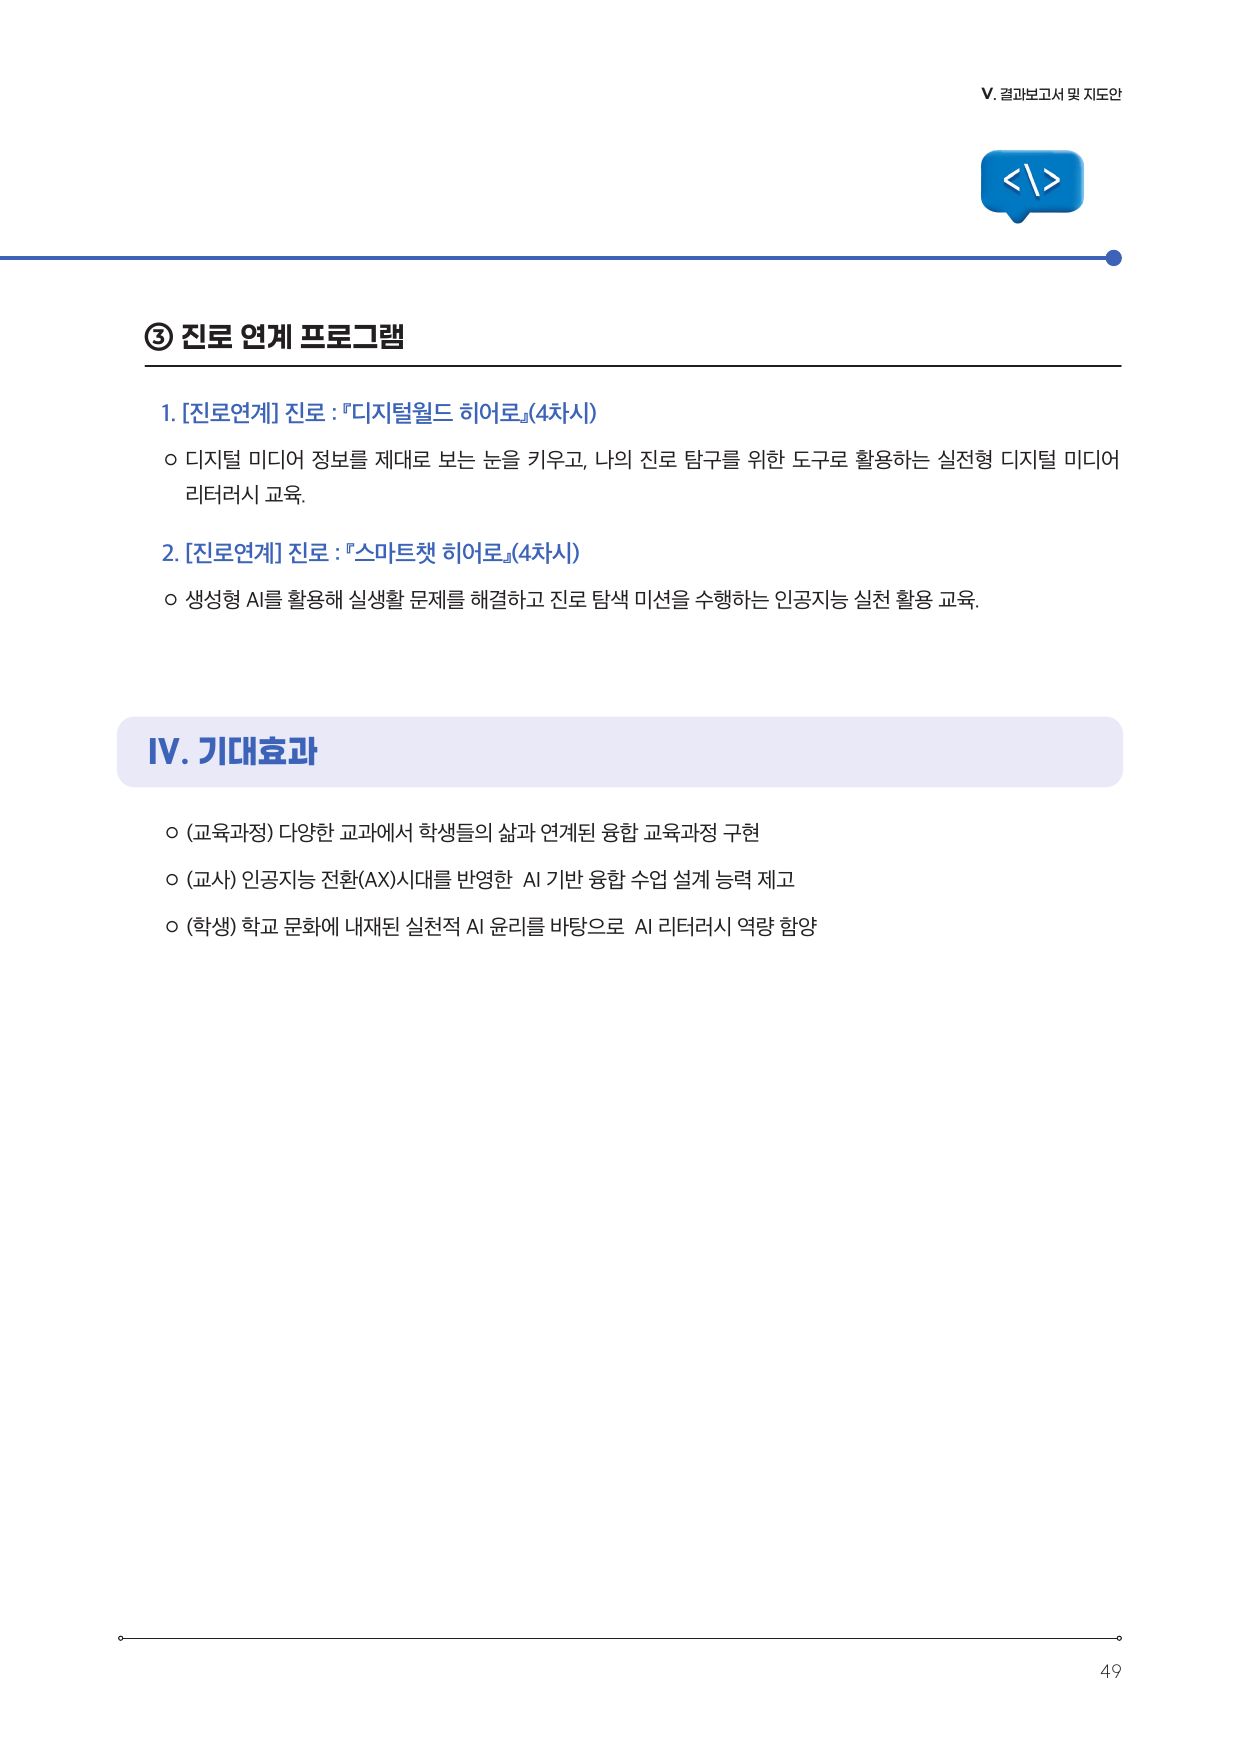 V. 결과보고서 및 지도안
<\>
③ 진로 연계 프로그램
1. [진로연계] 진로 : 『디지털월드 히어로』(4차시)
○ 디지털 미디어 정보를 제대로 보는 눈을 키우고, 나의 진로 탐구를 위한 도구로 활용하는 실전형 디지털 미디어
리터러시 교육.
2. [진로연계] 진로 : 『스마트챗 히어로』(4차시)
○ 생성형 AI를 활용해 실생활 문제를 해결하고 진로 탐색 미션을 수행하는 인공지능 실천 활용 교육.
IV. 기대효과
○ (교육과정) 다양한 교과에서 학생들의 삶과 연계된 융합 교육과정 구현
○ (교사) 인공지능 전환(AX)시대를 반영한  AI 기반 융합 수업 설계 능력 제고
○ (학생) 학교 문화에 내재된 실천적 AI 윤리를 바탕으로  AI 리터러시 역량 함양
49